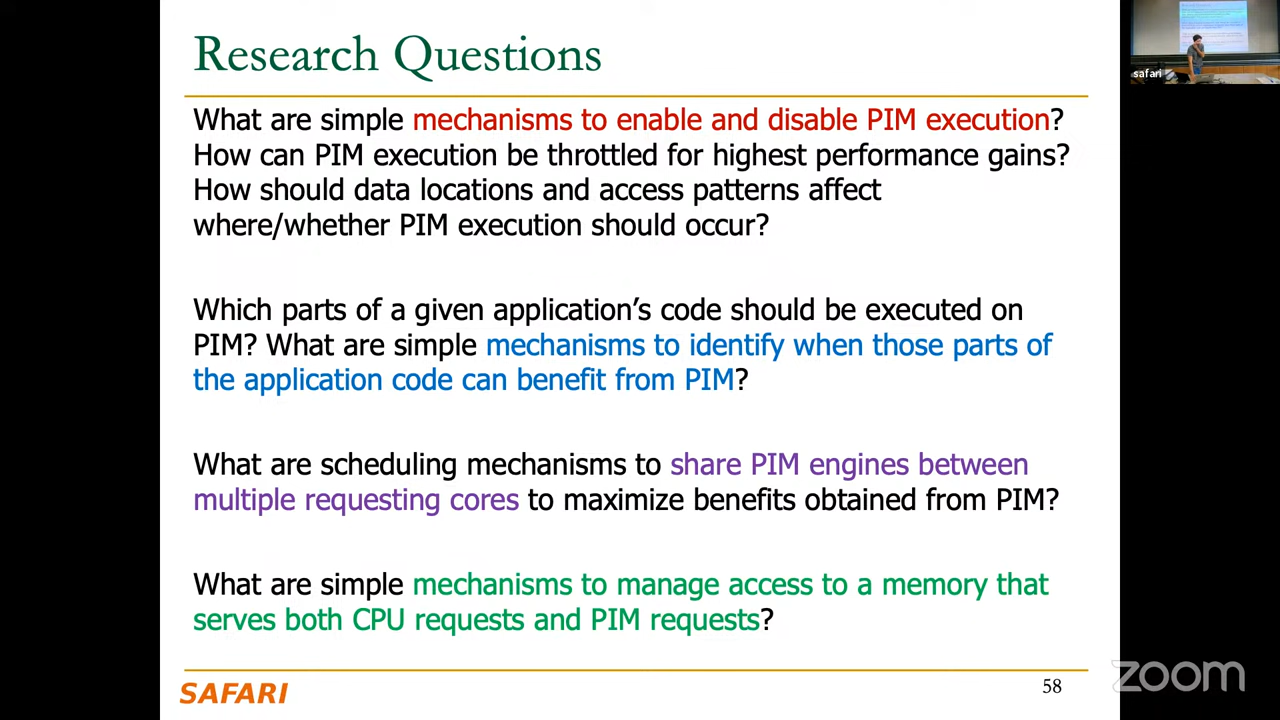 Research Questions
What are simple mechanisms to enable and disable PIM execution?
How can PIM execution be throttled for highest performance gains?
How should data locations and access patterns affect
where/whether PIM execution should occur?
Which parts of a given application's code should be executed on
PIM? What are simple mechanisms to identify when those parts of
the application code can benefit from PIM?
What are scheduling mechanisms to share PIM engines between
multiple requesting cores to maximize benefits obtained from PIM?
What are simple mechanisms to manage access to a memory that
serves both CPU requests and PIM requests?
SAFARI
58
safari
zoom